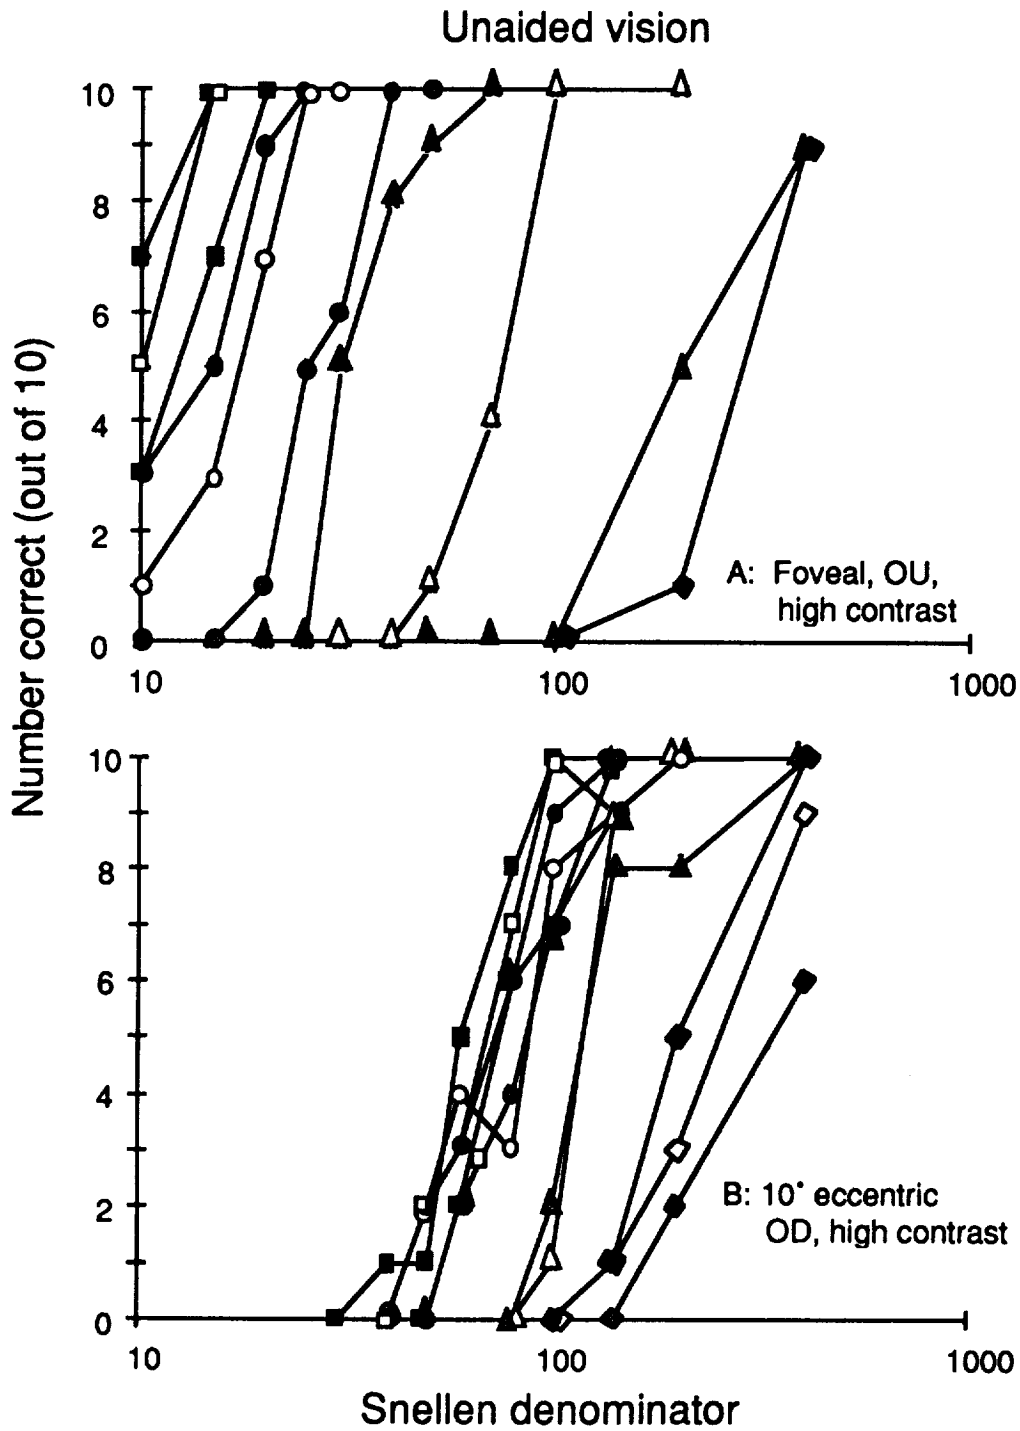 Unaided vision
Number correct (out of 10)
10
8
6
4
2
0
A: Foveal, OU,
high contrast
10
100
1000
10
8
6
4
2
0
B: 10° eccentric
OD, high contrast
10
100
1000
Snellen denominator